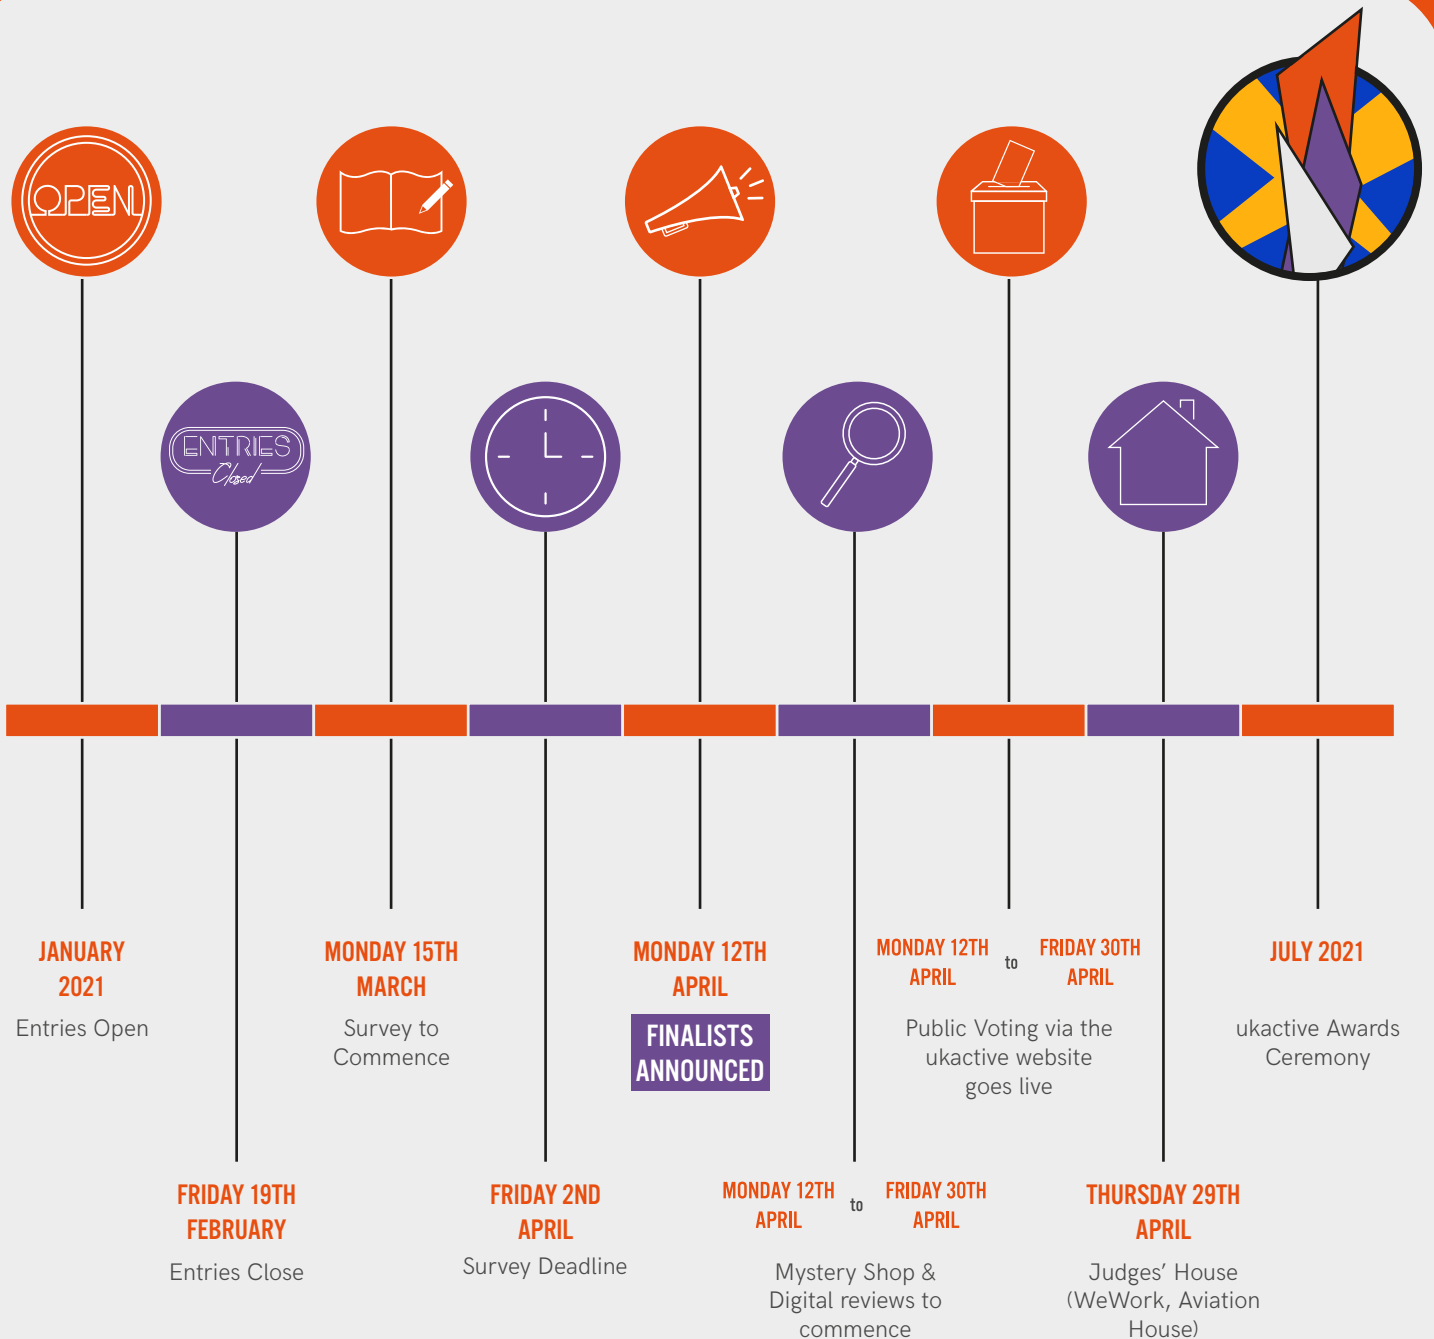 OPEN
ENTRIES
Closed
JANUARY
2021
Entries Open
MONDAY 15TH
MARCH
Survey to
Commence
MONDAY 12TH
APRIL
FINALISTS
ANNOUNCED
MONDAY 12TH
APRIL
to
FRIDAY 30TH
APRIL
Public Voting via the
ukactive website
goes live
JULY 2021
ukactive Awards
Ceremony
FRIDAY 19TH
FEBRUARY
Entries Close
FRIDAY 2ND
APRIL
Survey Deadline
MONDAY 12TH
APRIL
to
FRIDAY 30TH
APRIL
Mystery Shop &
Digital reviews to
commence
THURSDAY 29TH
APRIL
Judges’ House
(WeWork, Aviation
House)